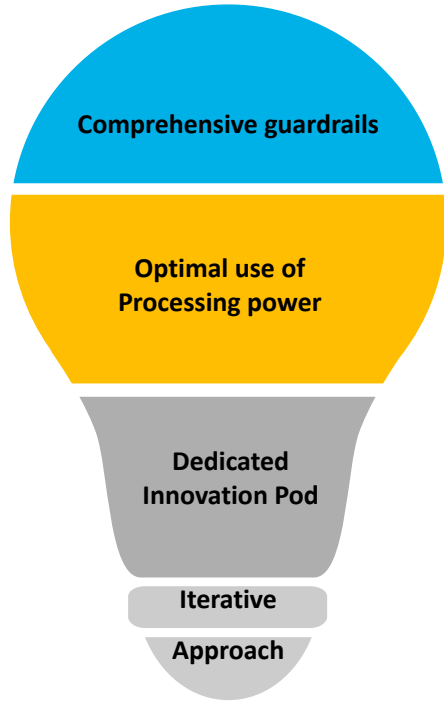 Comprehensive guardrails
Optimal use of
Processing power
Dedicated
Innovation Pod
Iterative
Approach